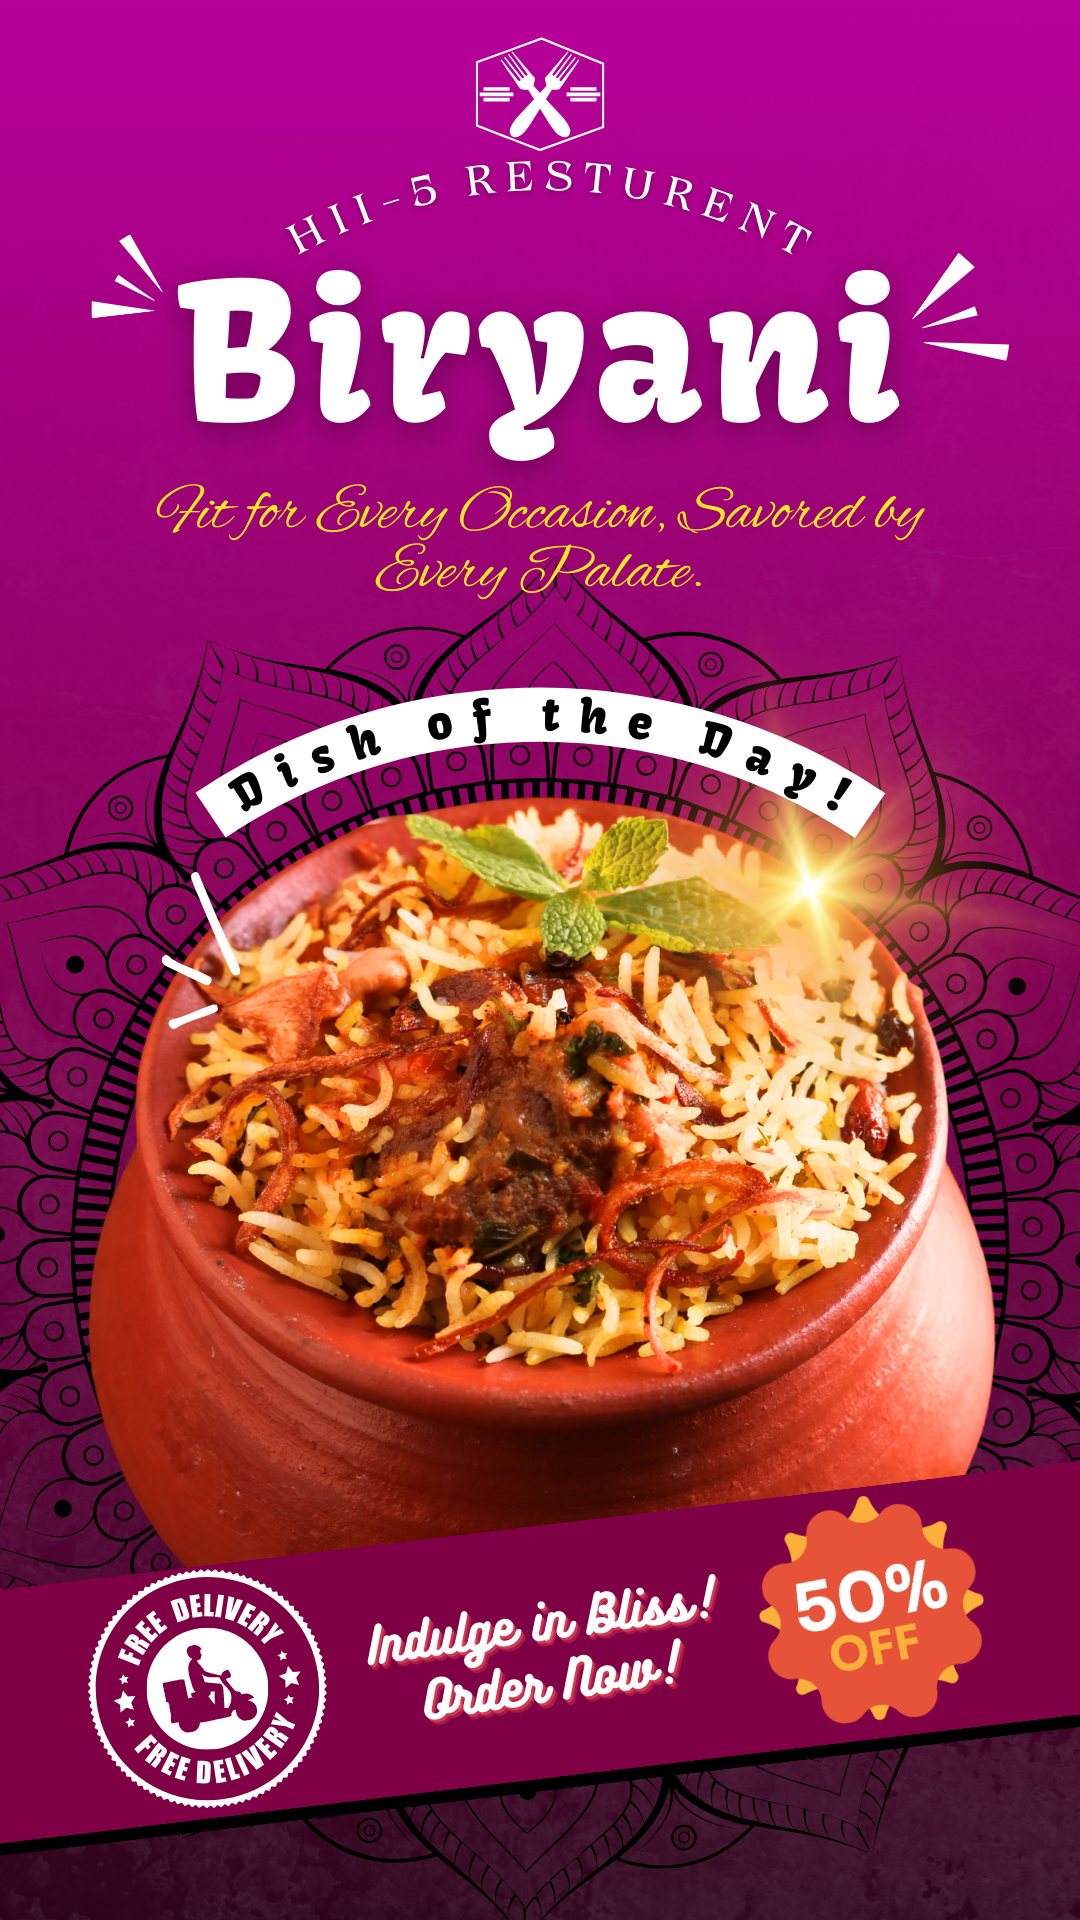 HII-5 RESTURENT
Biryani
Fit for Every Occasion, Savored by
Every Palate.
Dish of the Day!
FREE DELIVERY
FREE DELIVERY
Indulge in Bliss!
Order Now!
50%
OFF